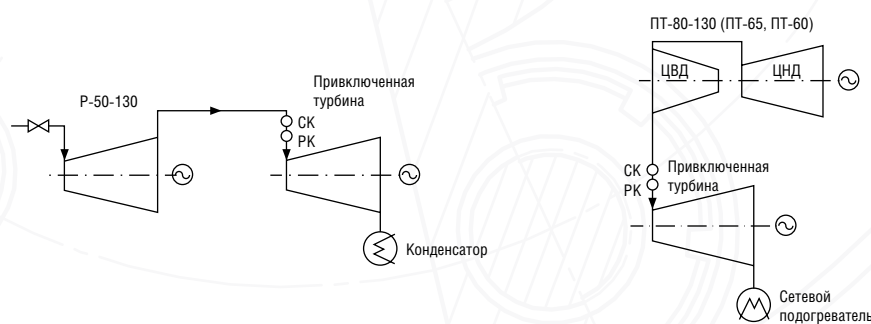 Р-50-130
Привключенная
турбина
СК
РК
Конденсатор
ПТ-80-130 (ПТ-65, ПТ-60)
ЦВД
ЦНД
СК
РК
Привключенная
турбина
Сетевой
подогреватель